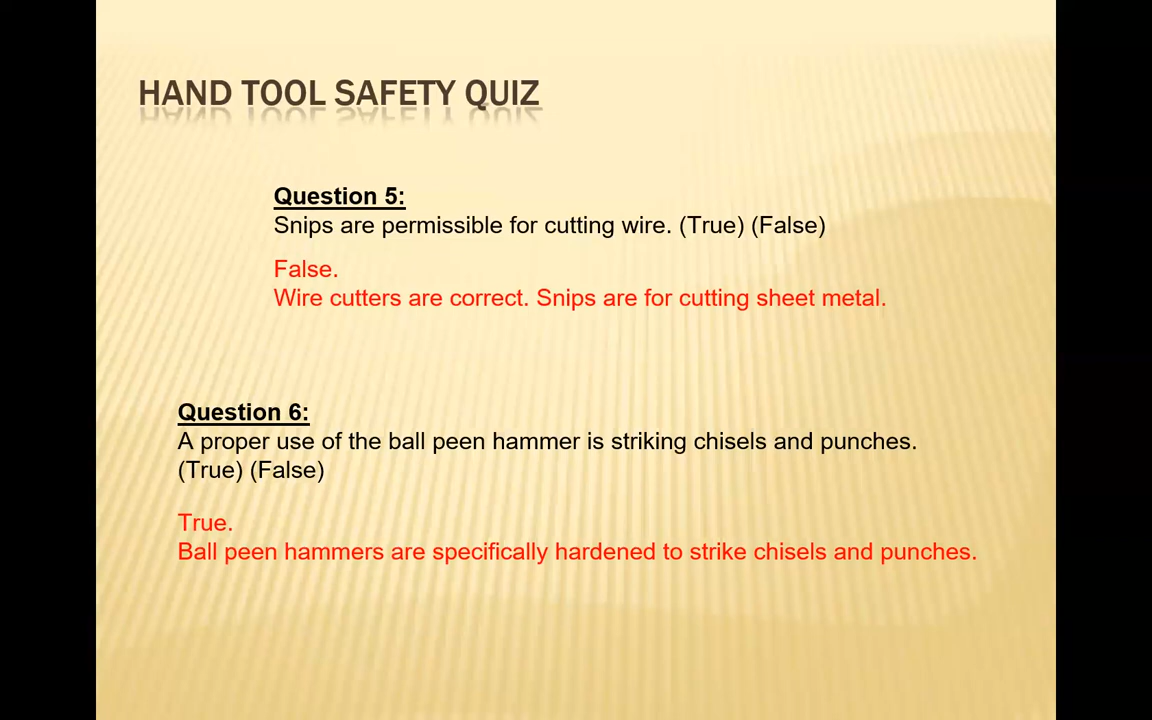 HAND TOOL SAFETY QUIZ
Question 5:
Snips are permissible for cutting wire. (True) (False)
False.
Wire cutters are correct. Snips are for cutting sheet metal.
Question 6:
A proper use of the ball peen hammer is striking chisels and punches.
(True) (False)
True.
Ball peen hammers are specifically hardened to strike chisels and punches.